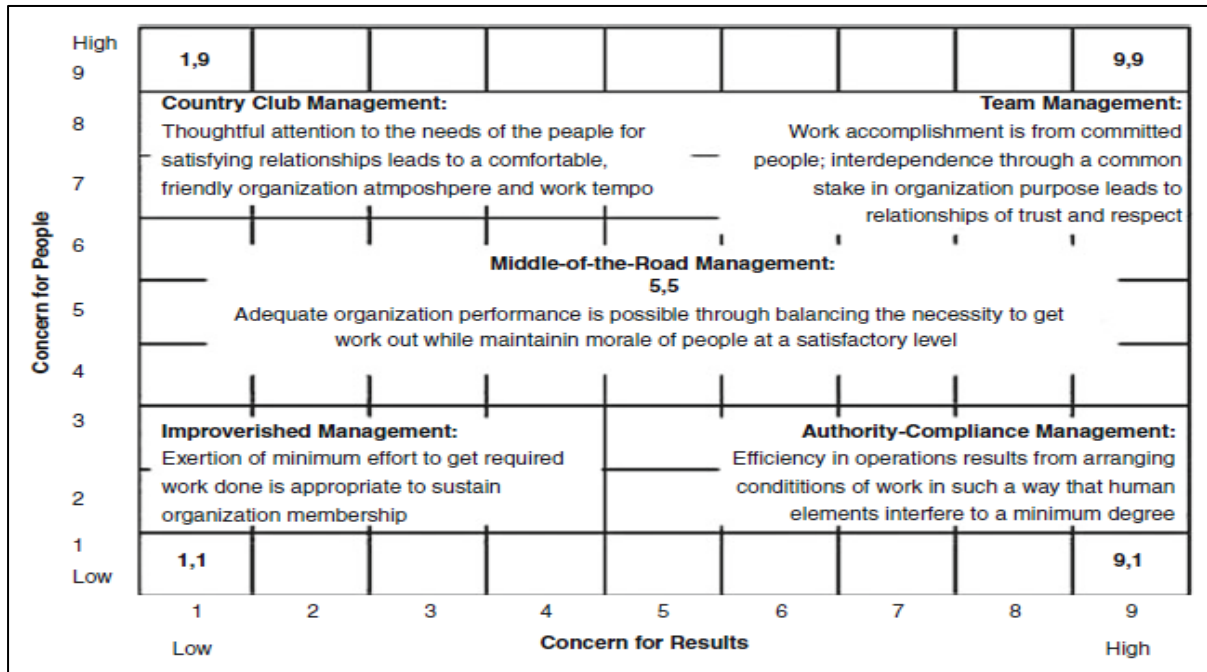 High
9
1,9
9,9
Country Club Management:
Thoughtful attention to the needs of the peaple for
satisfying relationships leads to a comfortable,
friendly organization atmposhpere and work tempo
Team Management:
Work accomplishment is from committed
people; interdependence through a common
stake in organization purpose leads to
relationships of trust and respect
8
7
6
Middle-of-the-Road Management:
5,5
Adequate organization performance is possible through balancing the necessity to get
work out while maintainin morale of people at a satisfactory level
5
4
3
Improverished Management:
Exertion of minimum effort to get required
work done is appropriate to sustain
organization membership
Authority-Compliance Management:
Efficiency in operations results from arranging
condititions of work in such a way that human
elements interfere to a minimum degree
2
1
Low
1,1
9,1
Concern for People
1 2 3 4 5 6 7 8 9
Low
Concern for Results
High